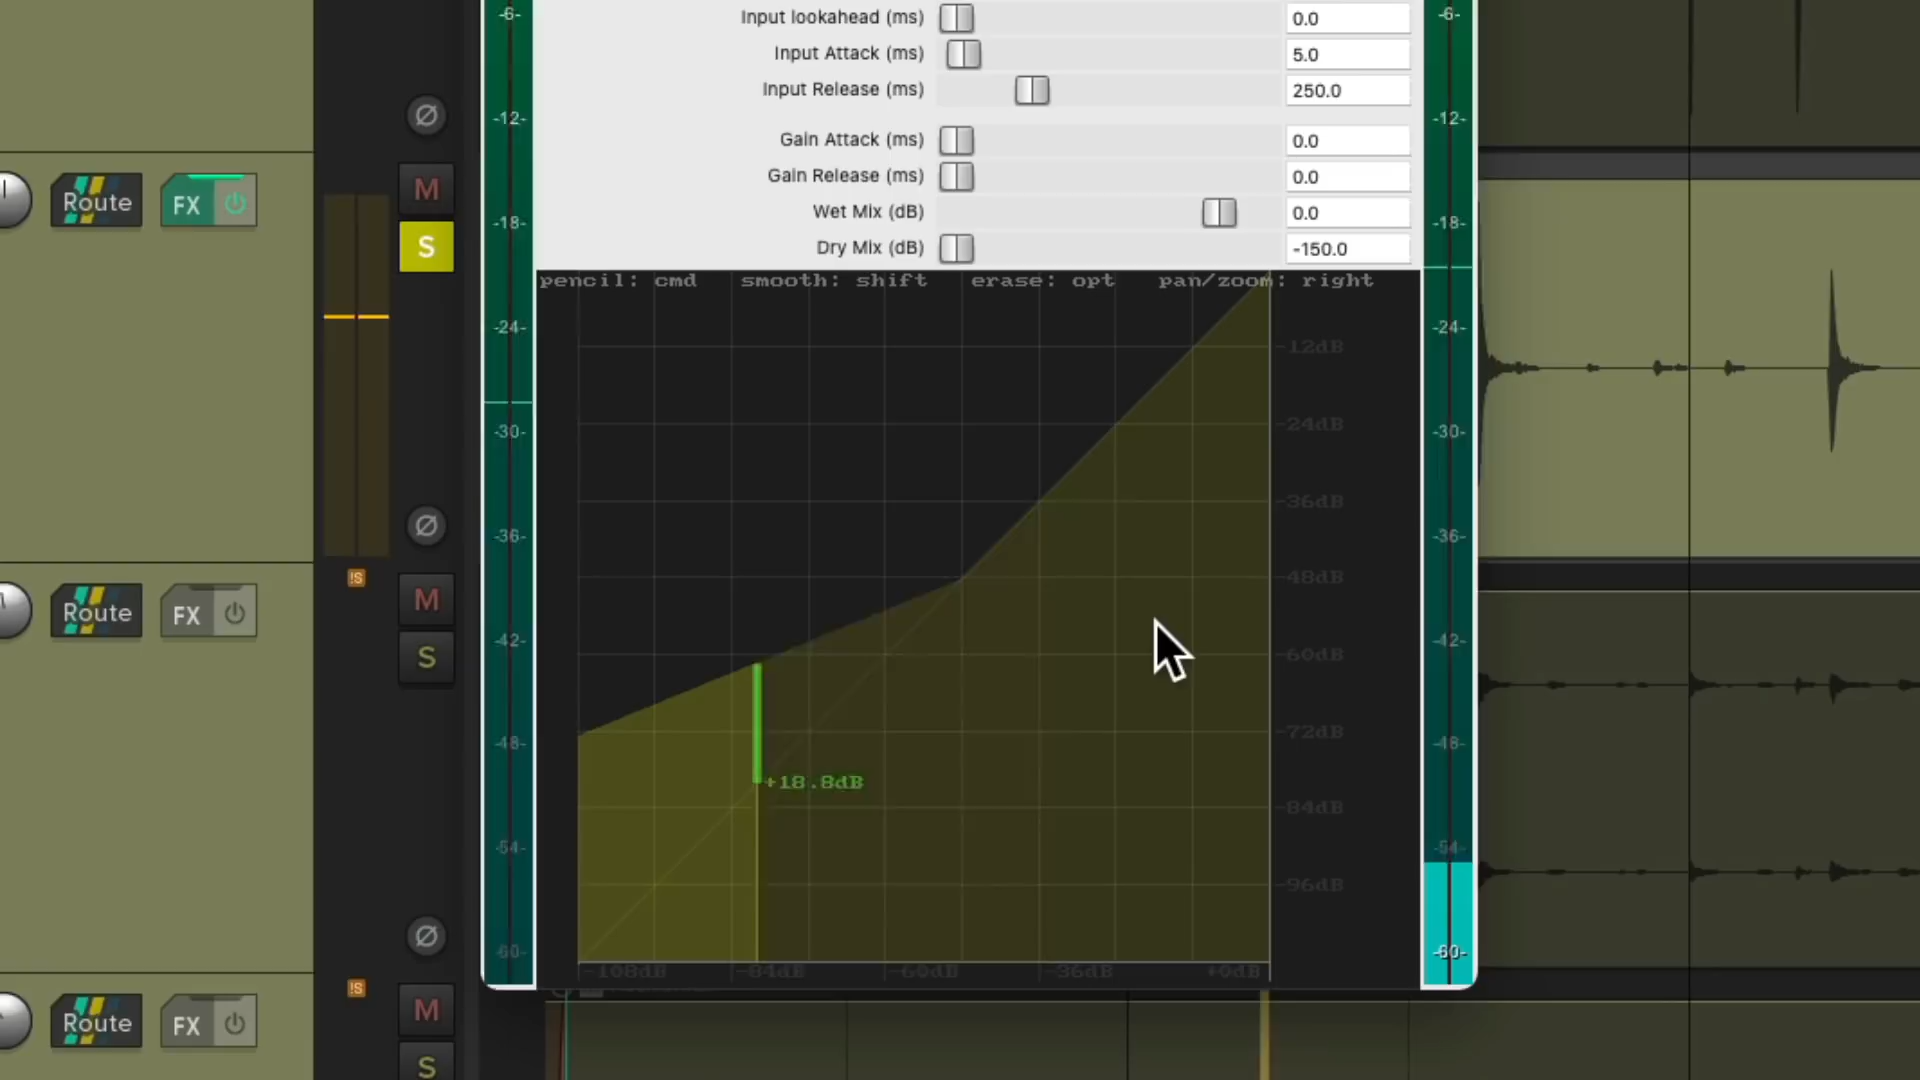 -6-
-6-
Input lookahead (ms) 0.0
Input Attack (ms) 5.0
Input Release (ms) 250.0
Ø
-12-
-12-
Gain Attack (ms) 0.0
Gain Release (ms) 0.0
Route FX M
Wet Mix (dB) 0.0
-18-
-18-
S
Dry Mix (dB) -150.0
pencil: cmd smooth: shift erase: opt pan/zoom: right
-24-
-24-
-12dB
-24dB
-30-
-30-
-36dB
Ø
-36-
-36-
-48dB
!S
Route FX M
-42-
-42-
S
-60dB
-72dB
-48-
-48-
+18.8dB
-84dB
-54-
-54-
-96dB
Ø
-60-
-60-
-108dB -84dB -60dB -36dB +0dB
!S
Route FX M
S